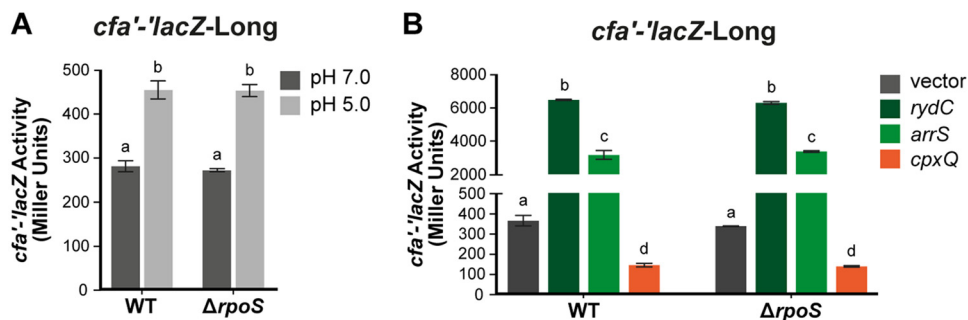 A
cfa'-'lacZ-Long
cfa'-'lacZ Activity
(Miller Units)
500
400
300
200
100
0
a
b
a
b
WT
ΔrpoS
pH 7.0
pH 5.0
B
cfa'-'lacZ-Long
cfa'-'lacZ Activity
(Miller Units)
8000
6000
4000
2000
500
400
300
200
100
0
a
b
c
d
a
b
c
d
WT
ΔrpoS
vector
rydC
arrS
cpxQ